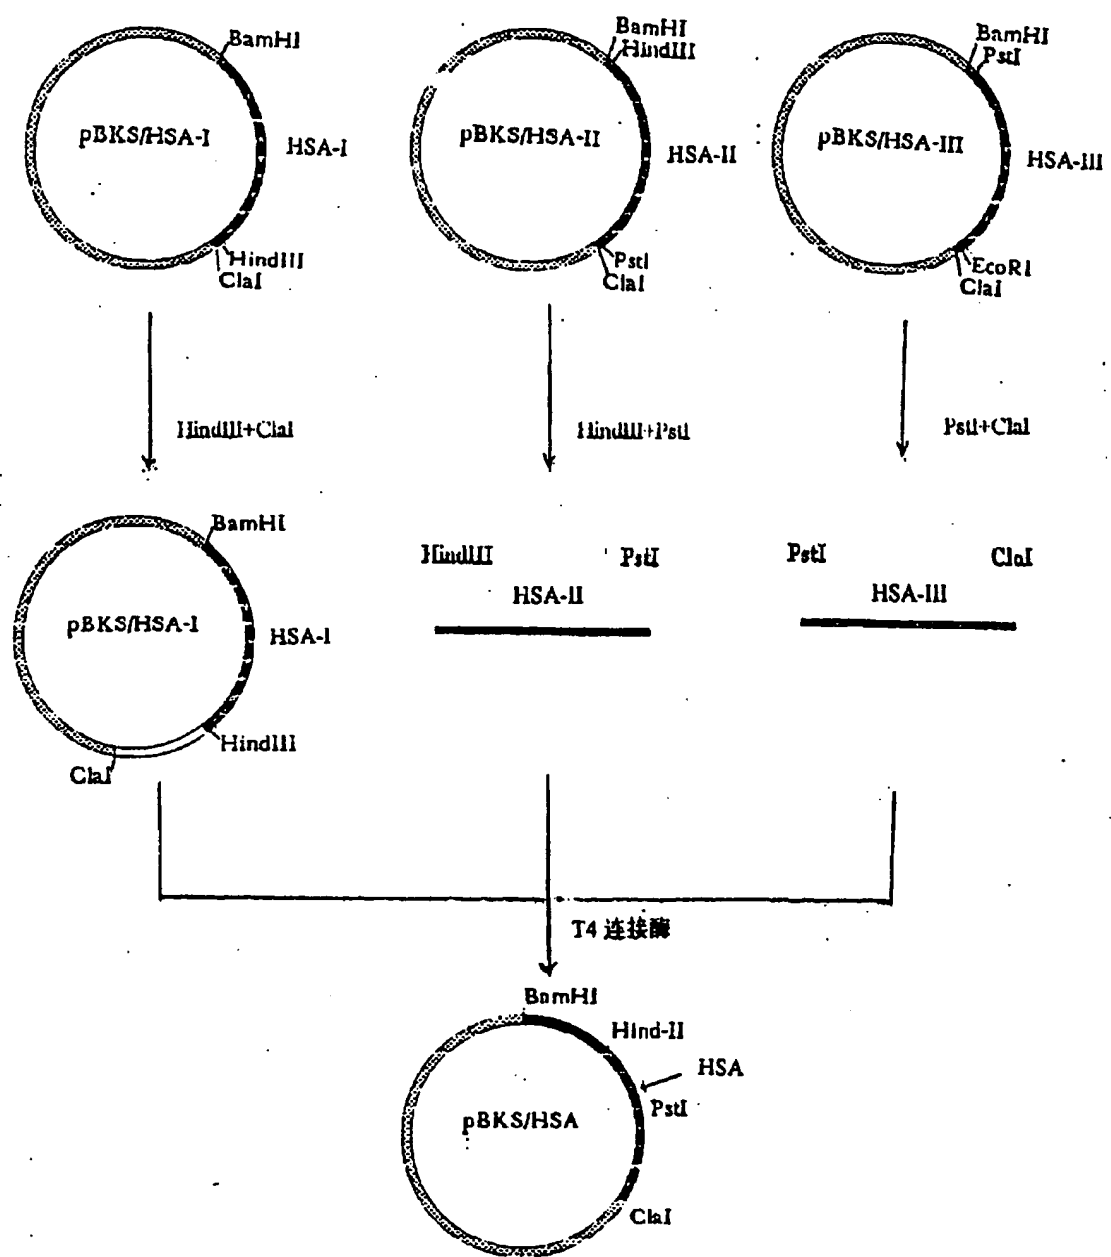 BamHI
pBKS/HSA-I
HSA-I
HindIII
ClaI
BamHI
HindIII
pBKS/HSA-II
HSA-II
PstI
ClaI
BamHI
PstI
pBKS/HSA-III
HSA-III
EcoRI
ClaI
HindIII+ClaI
HindIII+PstI
PstI+ClaI
BamHI
pBKS/HSA-I
HSA-I
HindIII
ClaI
HindIII PstI
HSA-II
PstI ClaI
HSA-III
T4 连接酶
BamHI
Hind-II
HSA
PstI
pBKS/HSA
ClaI